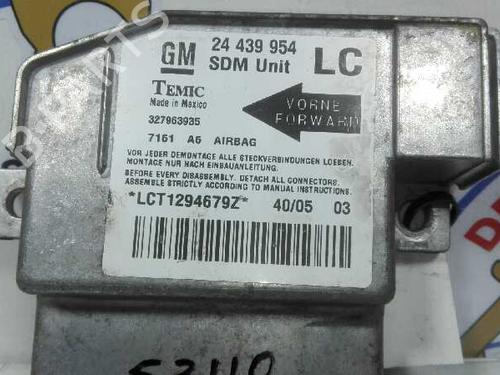 GM 24 439 954 LC
SDM Unit
TEMIC
Made in Mexico
327963935
7161 A6 AIRBAG
VORNE
FORWARD
VOR JEDER DEMONTAGE ALLE STECKVERBINDUNGEN LOESEN.
MONTAGE NUR NACH EINBAUANLEITUNG.
BEFORE EVERY DISASSEMBLY. DETACH ALL CONNECTORS.
ASSEMBLE STRICTLY ACCORDING TO MANUAL INSTRUCTIONS.
*LCT1294679Z* 40/05 03
52110